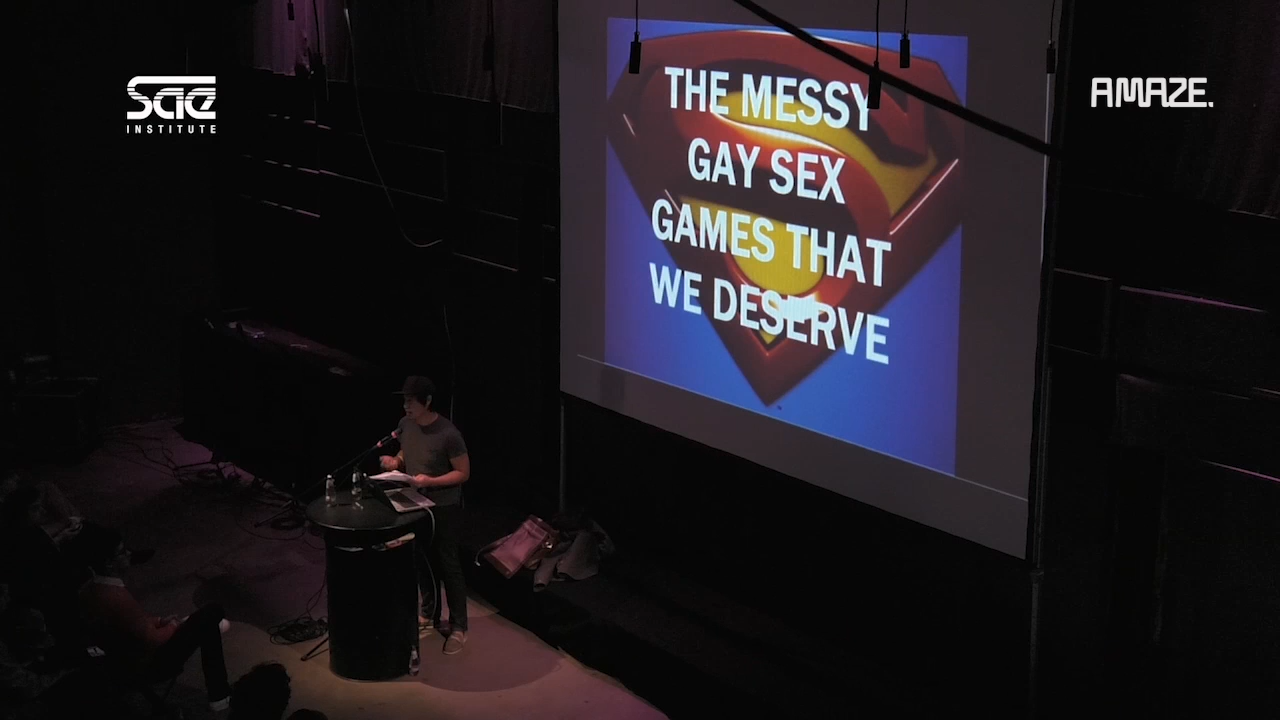 SAE
INSTITUTE
AMAZE.
THE MESSY
GAY SEX
GAMES THAT
WE DESERVE